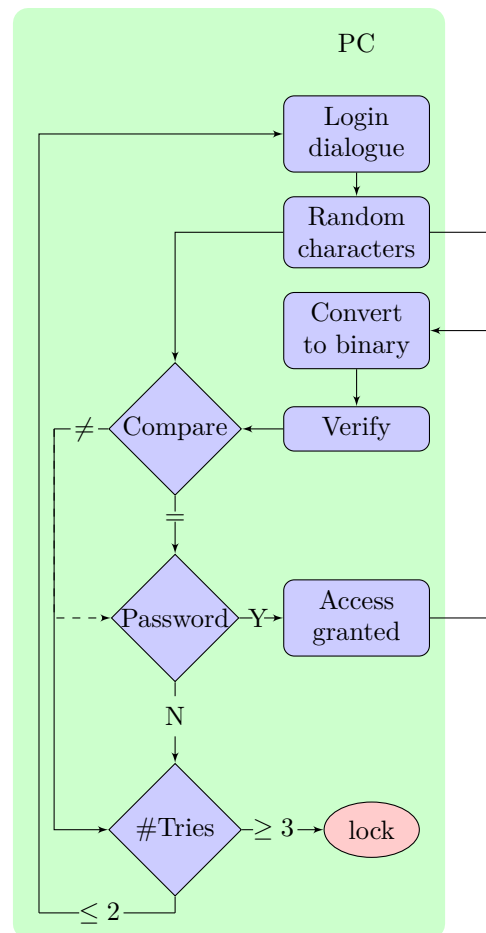 PC
Login
dialogue
Random
characters
Convert
to binary
Compare
Verify
≠
=
Password
Y
Access
granted
N
#Tries
≥ 3
lock
≤ 2